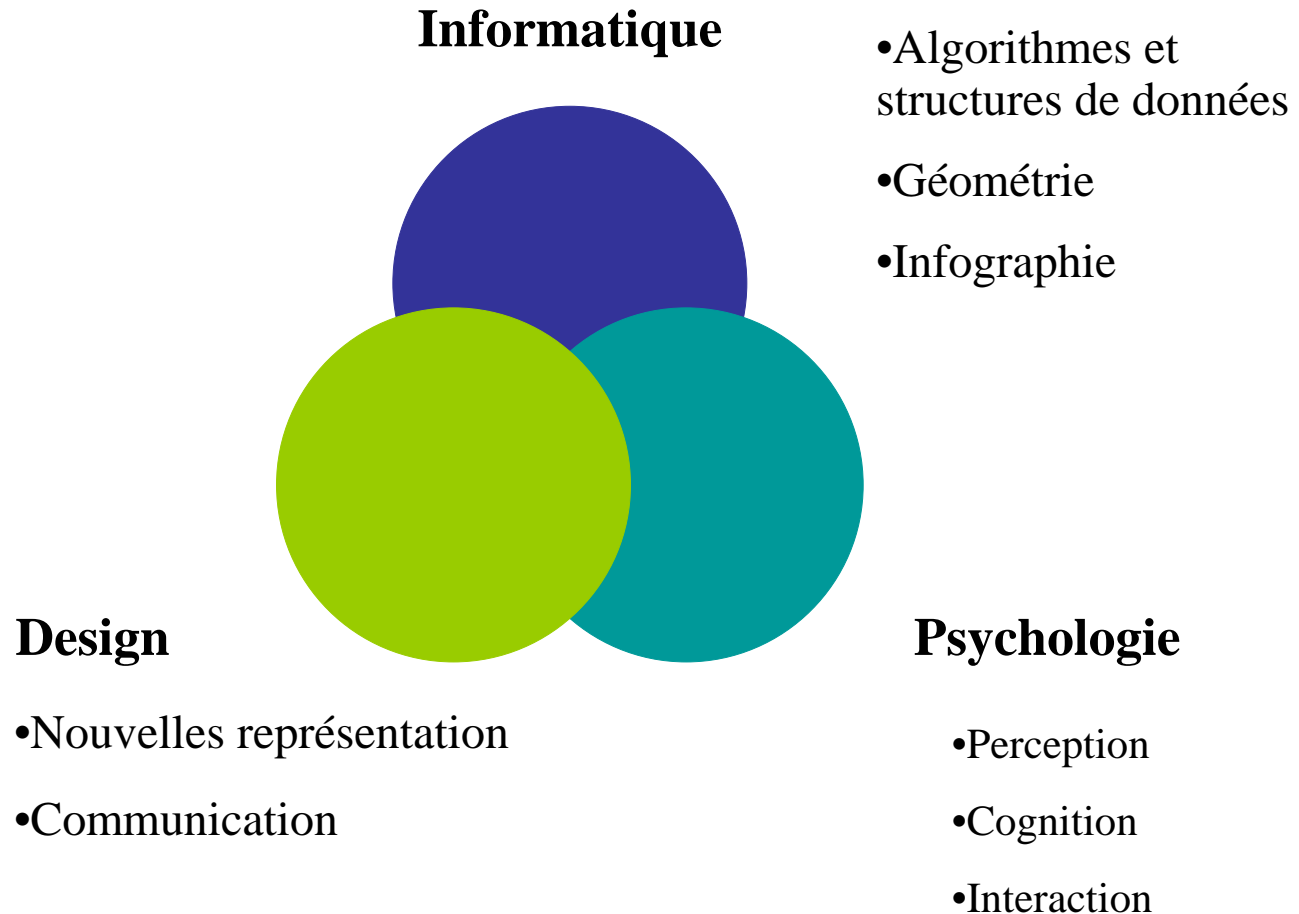 Informatique
•Algorithmes et
structures de données
•Géométrie
•Infographie
Design
•Nouvelles représentation
•Communication
Psychologie
•Perception
•Cognition
•Interaction